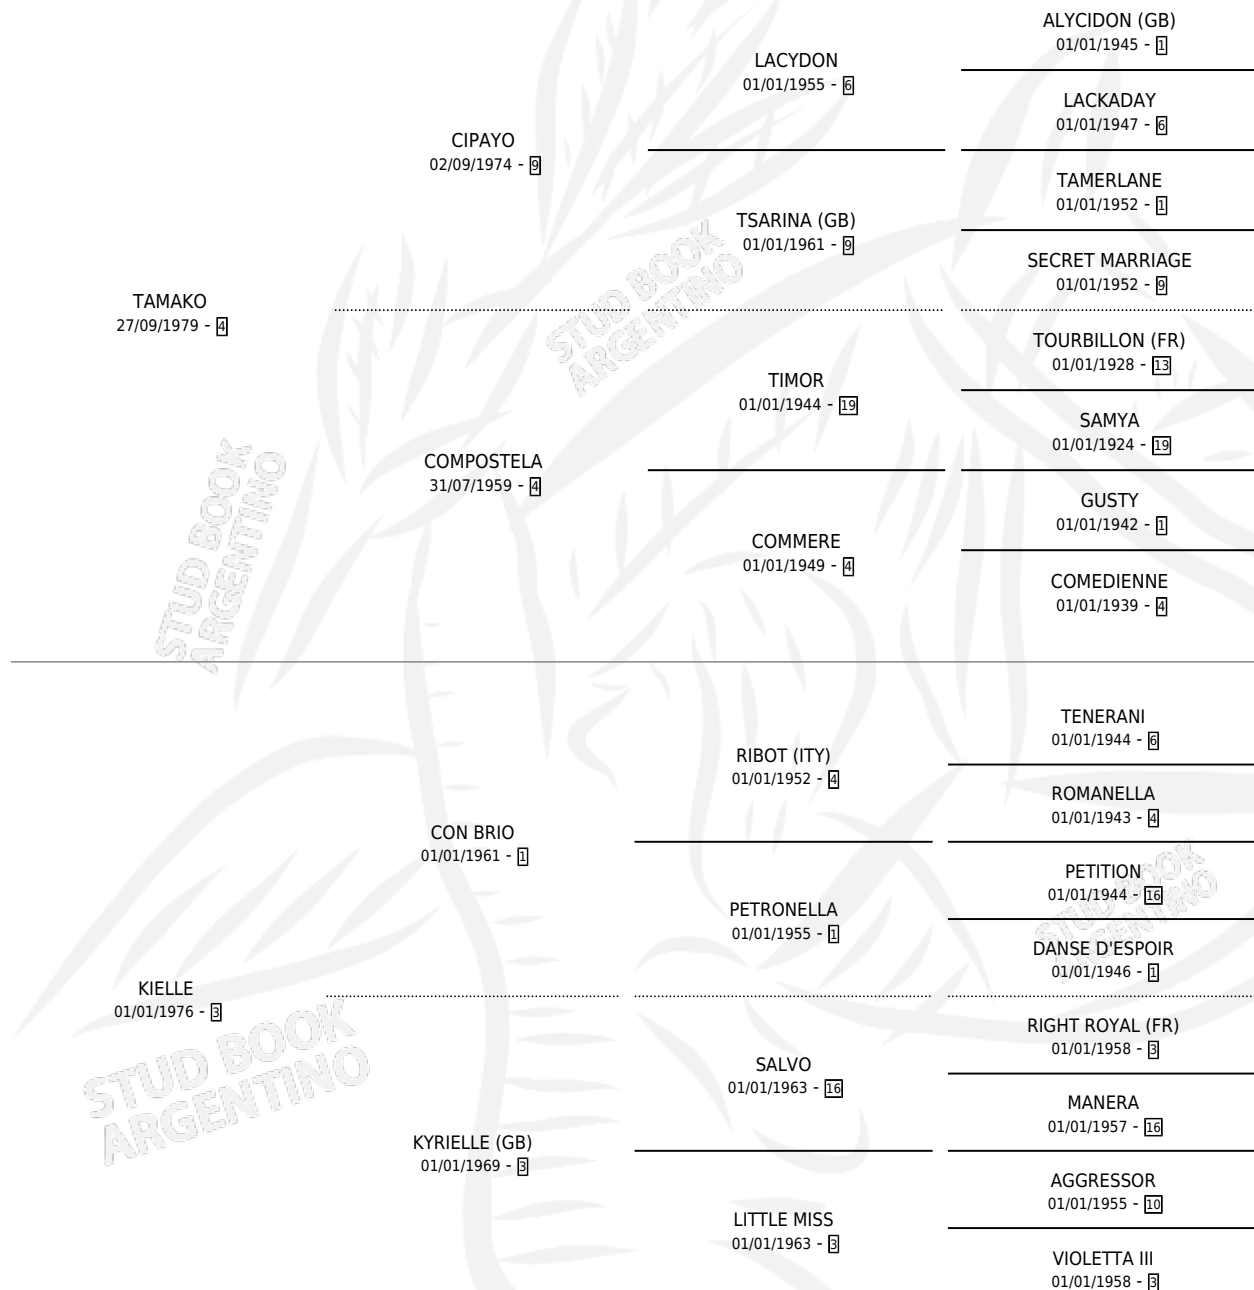 ALYCIDON (GB)
01/01/1945 - 1
LACYDON
01/01/1955 - 6
LACKADAY
01/01/1947 - 6
CIPAYO
02/09/1974 - 9
TAMERLANE
01/01/1952 - 1
TSARINA (GB)
01/01/1961 - 9
SECRET MARRIAGE
01/01/1952 - 9
TAMAKO
27/09/1979 - 4
STUD BOOK
ARGENTINO
TOURBILLON (FR)
01/01/1928 - 13
TIMOR
01/01/1944 - 19
SAMYA
01/01/1924 - 19
COMPOSTELA
31/07/1959 - 4
GUSTY
01/01/1942 - 1
COMMERE
01/01/1949 - 4
COMEDIENNE
01/01/1939 - 4
STUD BOOK
ARGENTINO
TENERANI
01/01/1944 - 6
RIBOT (ITY)
01/01/1952 - 4
ROMANELLA
01/01/1943 - 4
CON BRIO
01/01/1961 - 1
PETITION
01/01/1944 - 16
PETRONELLA
01/01/1955 - 1
STUD BOOK
ARGENTINO
DANSE D'ESPOIR
01/01/1946 - 1
KIELLE
01/01/1976 - 3
STUD BOOK
ARGENTINO
RIGHT ROYAL (FR)
01/01/1958 - 3
SALVO
01/01/1963 - 16
MANERA
01/01/1957 - 16
KYRIELLE (GB)
01/01/1969 - 3
AGGRESSOR
01/01/1955 - 10
LITTLE MISS
01/01/1963 - 3
VIOLETTA III
01/01/1958 - 3